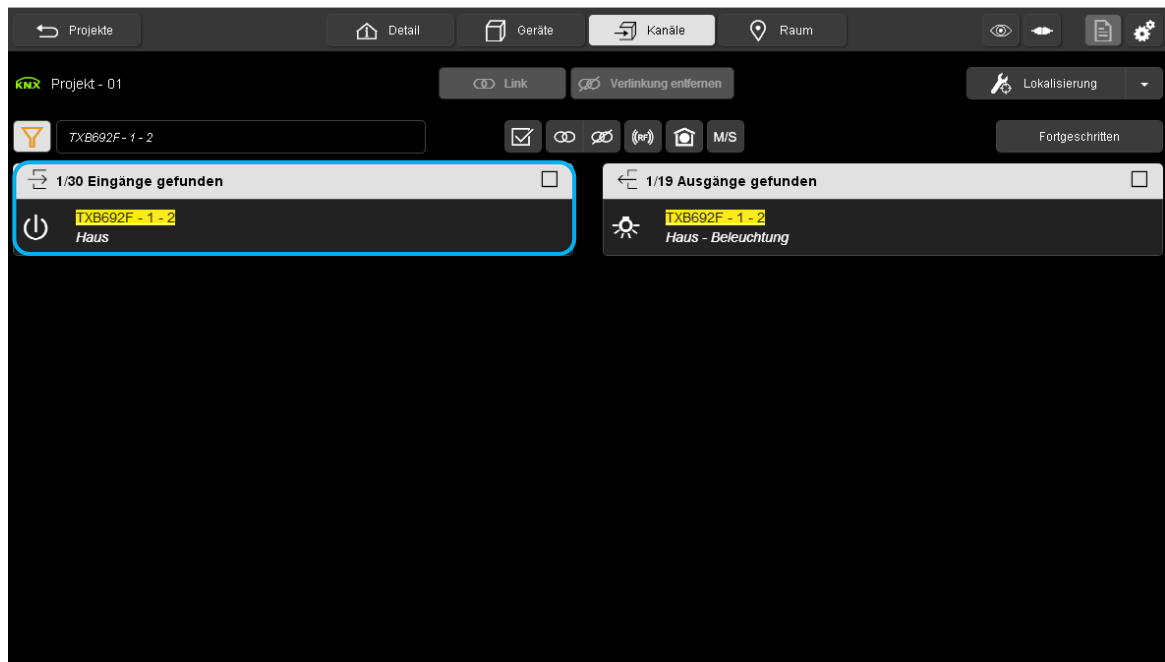 Projekte
Detail
Geräte
Kanäle
Raum
KNX Projekt - 01
Link
Verlinkung entfernen
Lokalisierung
TXB692F - 1 - 2
((RF))
M/S
Fortgeschritten
1/30 Eingänge gefunden
TXB692F - 1 - 2
Haus
1/19 Ausgänge gefunden
TXB692F - 1 - 2
Haus - Beleuchtung